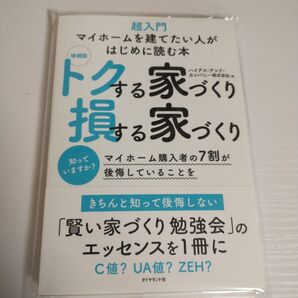 超入門
マイホームを建てたい人が
はじめに読む本
増補版
トクする家づくり
ハイアス・アンド・
カンパニー株式会社 著
損する家づくり
知って
いますか?
マイホーム購入者の7割が
後悔していることを
きちんと知って後悔しない
「賢い家づくり勉強会」の
エッセンスを1冊に
C値? UA値? ZEH?
ダイヤモンド社